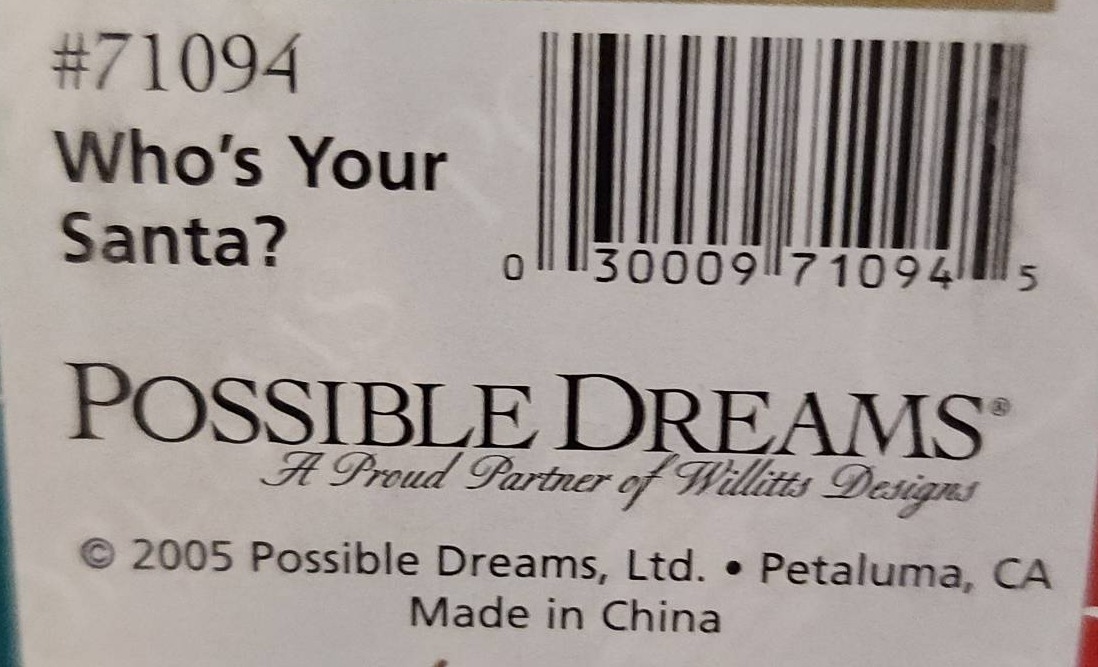 #71094
Who's Your
Santa?
0 30009 71094 5
POSSIBLE DREAMS®
A Proud Partner of Willitts Designs
© 2005 Possible Dreams, Ltd. • Petaluma, CA
Made in China